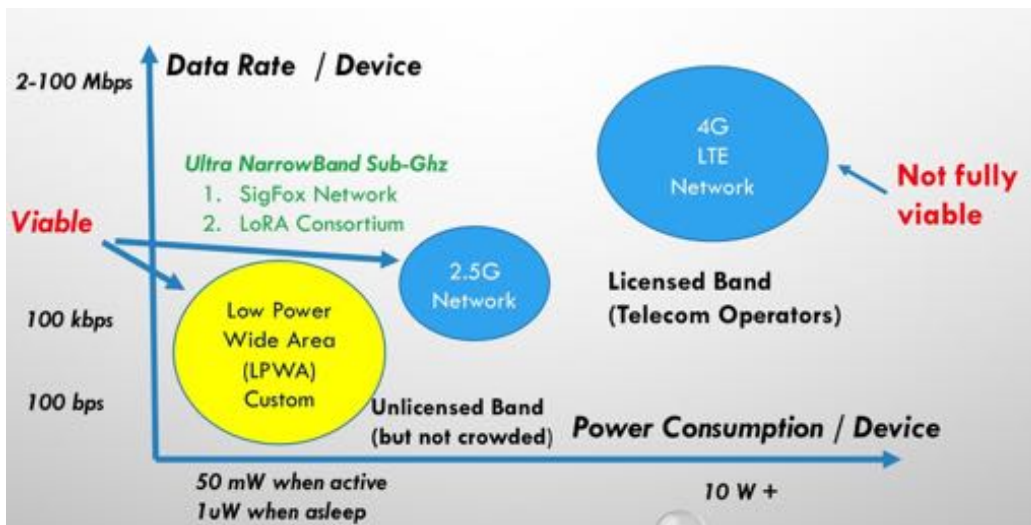 2-100 Mbps
Data Rate / Device
Ultra NarrowBand Sub-Ghz
1. SigFox Network
2. LoRA Consortium
4G
LTE
Network
Not fully
viable
Viable
2.5G
Network
Low Power
Wide Area
(LPWA)
Custom
Licensed Band
(Telecom Operators)
100 kbps
100 bps
Unlicensed Band
(but not crowded)
Power Consumption / Device
50 mW when active
1uW when asleep
10 W +